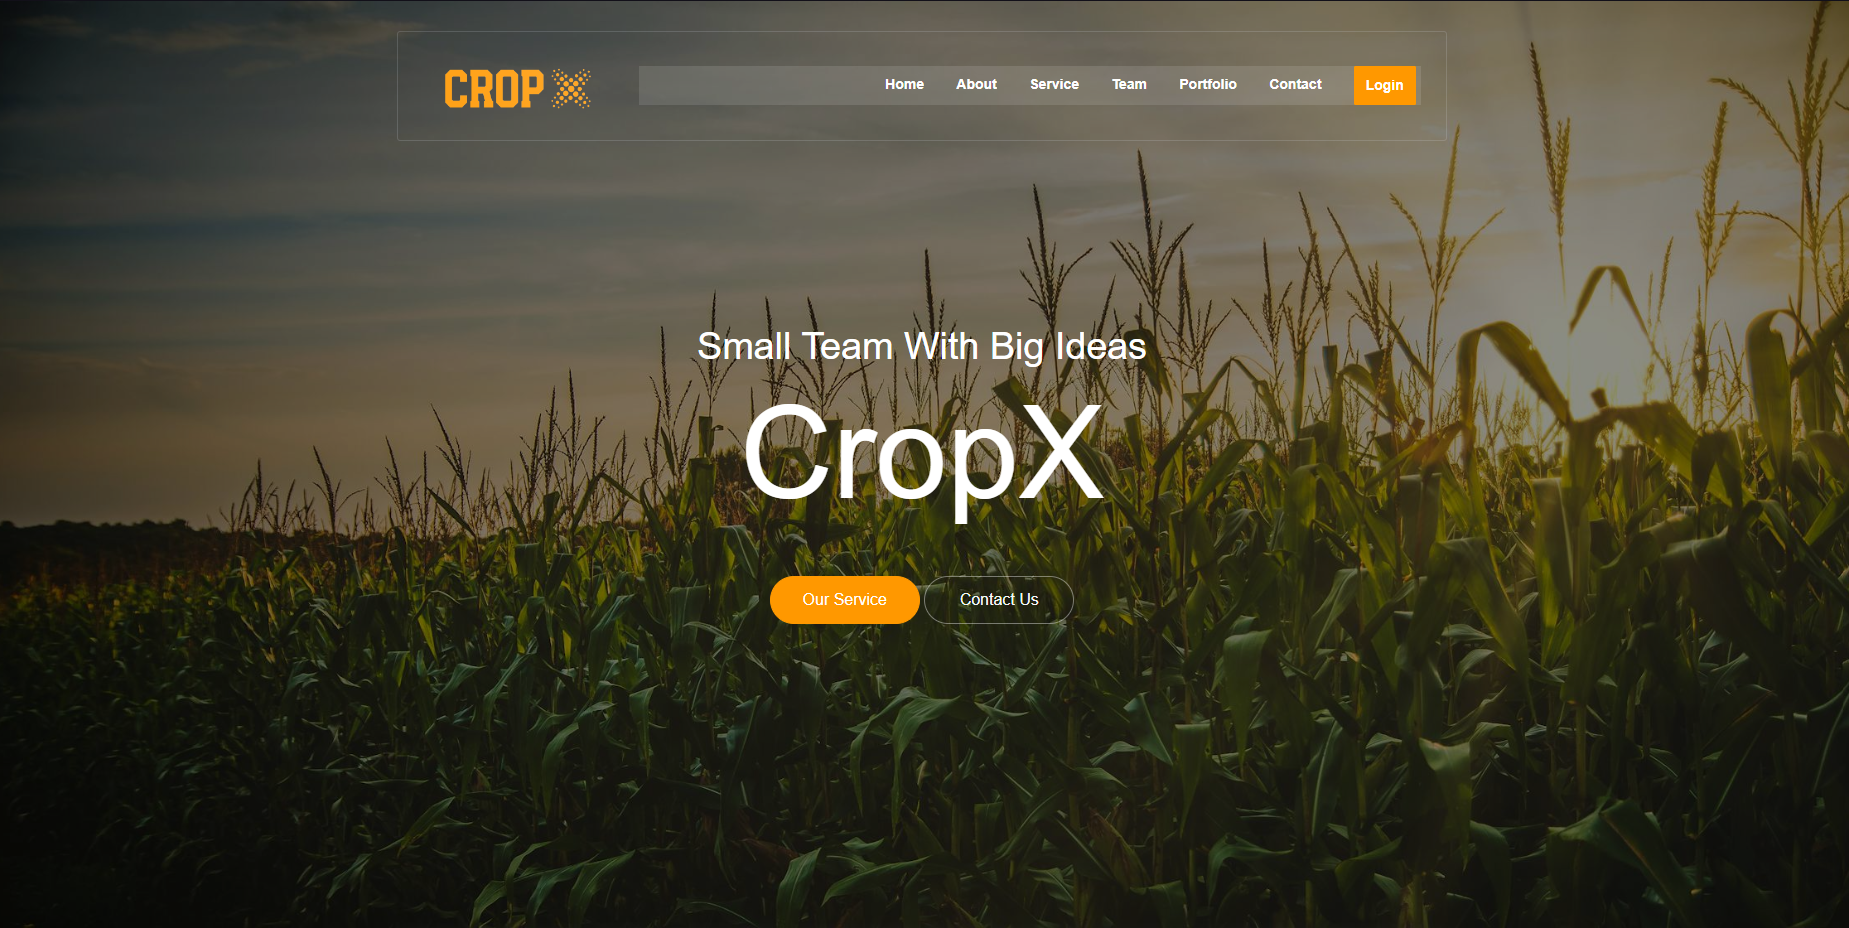 CROP X
Home About Service Team Portfolio Contact Login
Small Team With Big Ideas
CropX
Our Service Contact Us